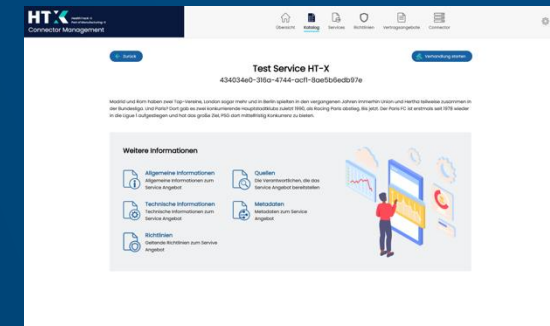 HTX
Connector Management
Übersicht Katalog Services Richtlinien Vertragsangebote Connector
Zurück
Verhandlung starten
Test Service HT-X
434034e0-316a-4744-acf1-8ae5b6edb97e
Madrid und Rom haben zwei Top-Vereine, London sogar mehr und in Berlin spielten in den vergangenen Jahren immerhin Union und Hertha teilweise zusammen in
der Bundesliga. Und Paris? Dort gab es zwei konkurrierende Hauptstadtklubs zuletzt 1990, als Racing Paris abstieg. Bis jetzt. Der Paris FC ist erstmals seit 1979 wieder
in die Ligue 1 aufgestiegen und hat das große Ziel, PSG dort mittelfristig Konkurrenz zu bieten.
Weitere Informationen
Allgemeine Informationen
Allgemeine Informationen zum
Service Angebot
Quellen
Die Verantwortlichen, die das
Service Angebot bereitstellen
Technische Informationen
Technische Informationen zum
Service Angebot
Metadaten
Metadaten zum Service
Angebot
Richtlinien
Geltende Richtlinien zum Service
Angebot